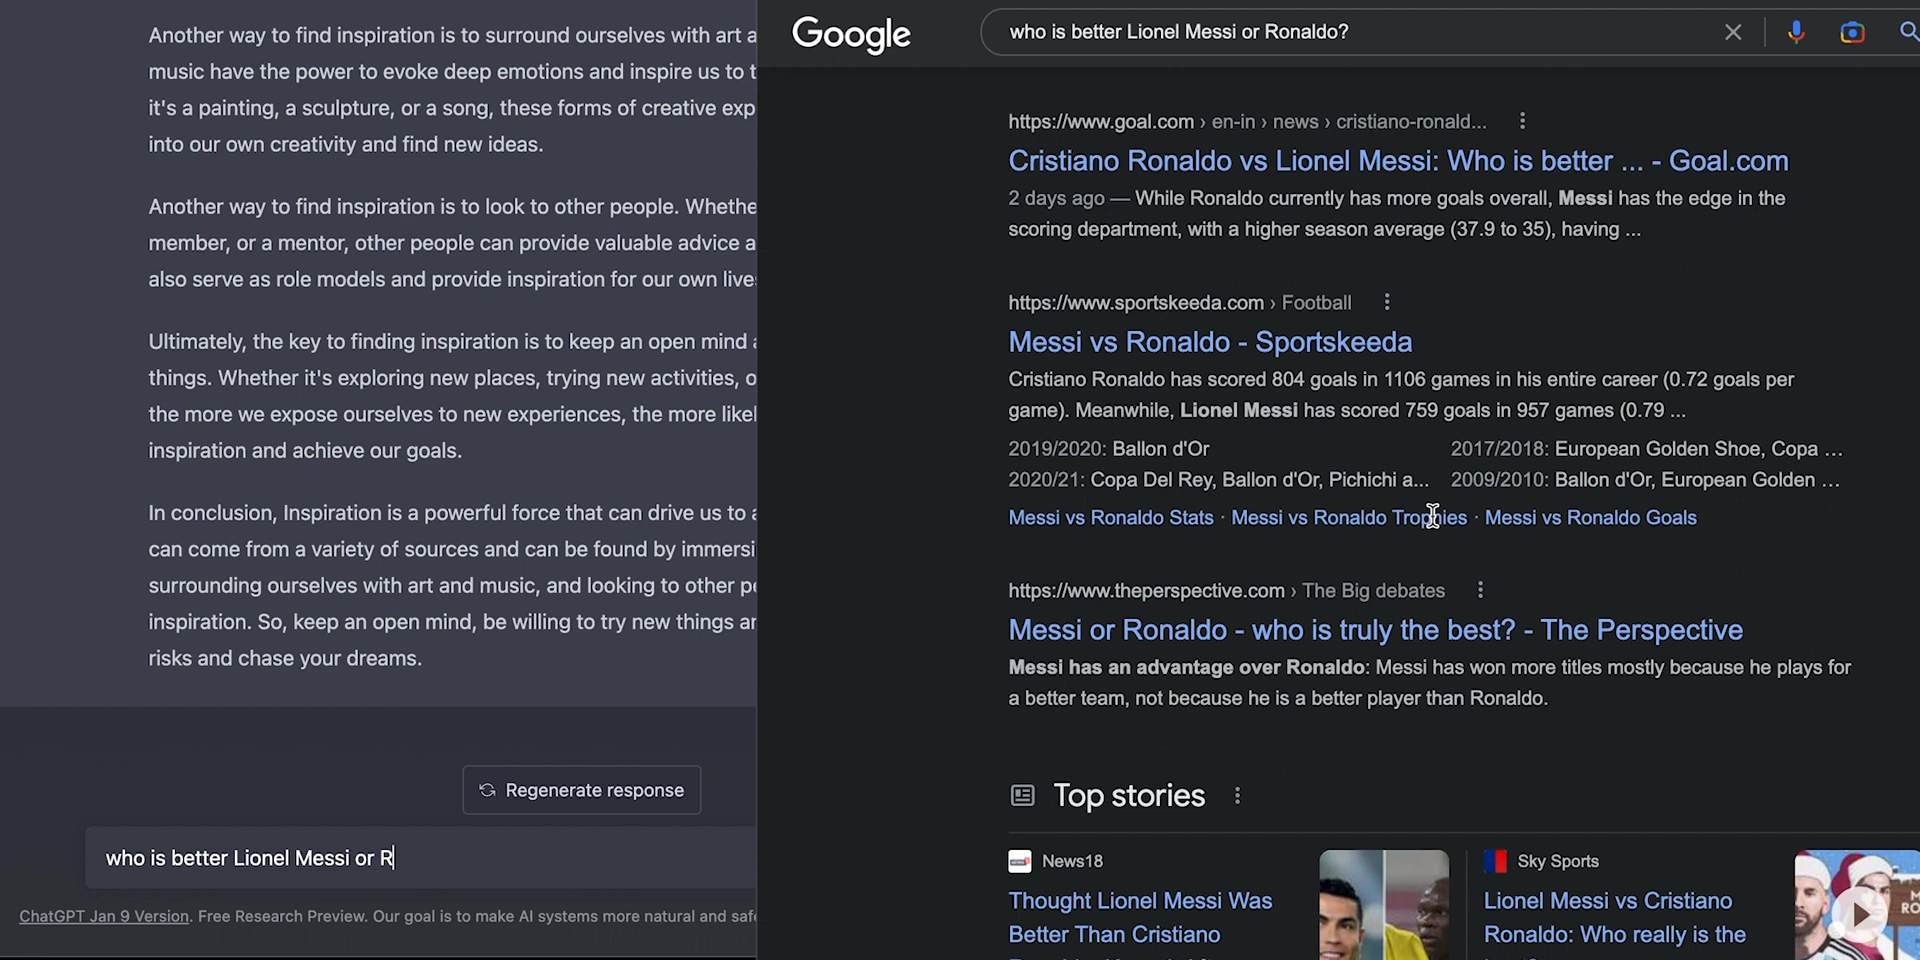 Another way to find inspiration is to surround ourselves with art a
music have the power to evoke deep emotions and inspire us to t
it's a painting, a sculpture, or a song, these forms of creative exp
into our own creativity and find new ideas.
Another way to find inspiration is to look to other people. Whethe
member, or a mentor, other people can provide valuable advice a
also serve as role models and provide inspiration for our own live
Ultimately, the key to finding inspiration is to keep an open mind
things. Whether it's exploring new places, trying new activities, o
the more we expose ourselves to new experiences, the more likel
inspiration and achieve our goals.
In conclusion, Inspiration is a powerful force that can drive us to
can come from a variety of sources and can be found by immersi
surrounding ourselves with art and music, and looking to other pe
inspiration. So, keep an open mind, be willing to try new things ar
risks and chase your dreams.
Regenerate response
who is better Lionel Messi or R
ChatGPT Jan 9 Version. Free Research Preview. Our goal is to make AI systems more natural and safe
Google
who is better Lionel Messi or Ronaldo?
https://www.goal.com › en-in › news › cristiano-ronald...
Cristiano Ronaldo vs Lionel Messi: Who is better ... - Goal.com
2 days ago — While Ronaldo currently has more goals overall, Messi has the edge in the
scoring department, with a higher season average (37.9 to 35), having ...
https://www.sportskeeda.com › Football
Messi vs Ronaldo - Sportskeeda
Cristiano Ronaldo has scored 804 goals in 1106 games in his entire career (0.72 goals per
game). Meanwhile, Lionel Messi has scored 759 goals in 957 games (0.79 ...
2019/2020: Ballon d'Or 2017/2018: European Golden Shoe, Copa ...
2020/21: Copa Del Rey, Ballon d'Or, Pichichi a... 2009/2010: Ballon d'Or, European Golden ...
Messi vs Ronaldo Stats · Messi vs Ronaldo Trophies · Messi vs Ronaldo Goals
https://www.theperspective.com › The Big debates
Messi or Ronaldo - who is truly the best? - The Perspective
Messi has an advantage over Ronaldo: Messi has won more titles mostly because he plays for
a better team, not because he is a better player than Ronaldo.
Top stories
News18
Thought Lionel Messi Was
Better Than Cristiano
Sky Sports
Lionel Messi vs Cristiano
Ronaldo: Who really is the